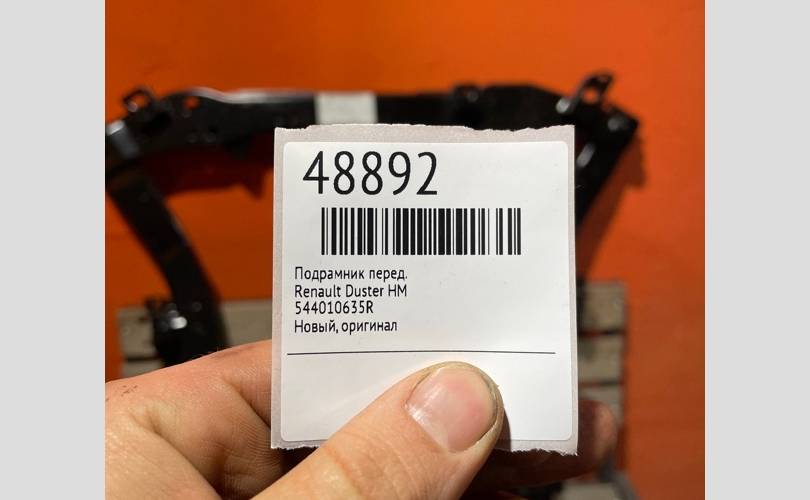 48892
Подрамник перед.
Renault Duster HM
544010635R
Новый, оригинал